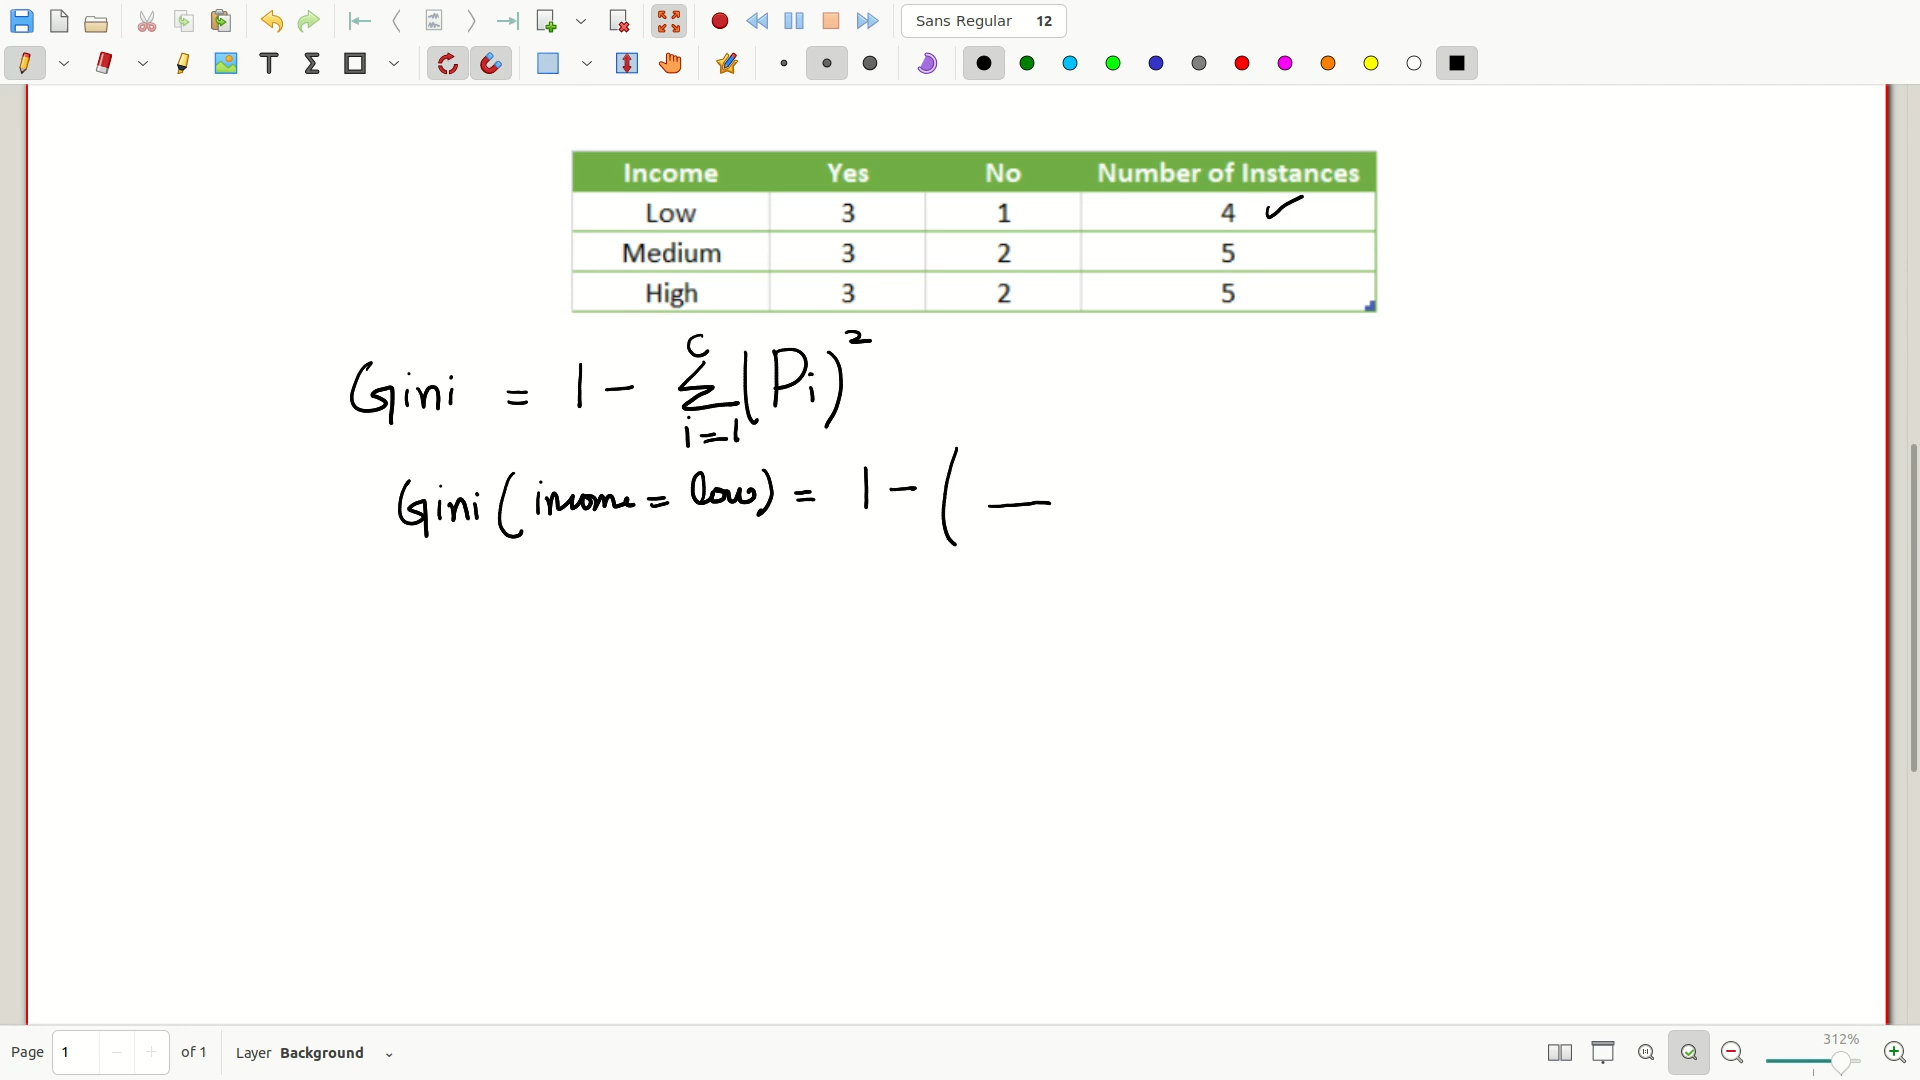 Sans Regular 12
Income Yes No Number of Instances
Low 3 1 4 ✓
Medium 3 2 5
High 3 2 5
Gini = 1 - Σ_{i=1}^{C} (Pi)²
Gini (income = low) = 1 - ( —
312%
Page 1 of 1 Layer Background